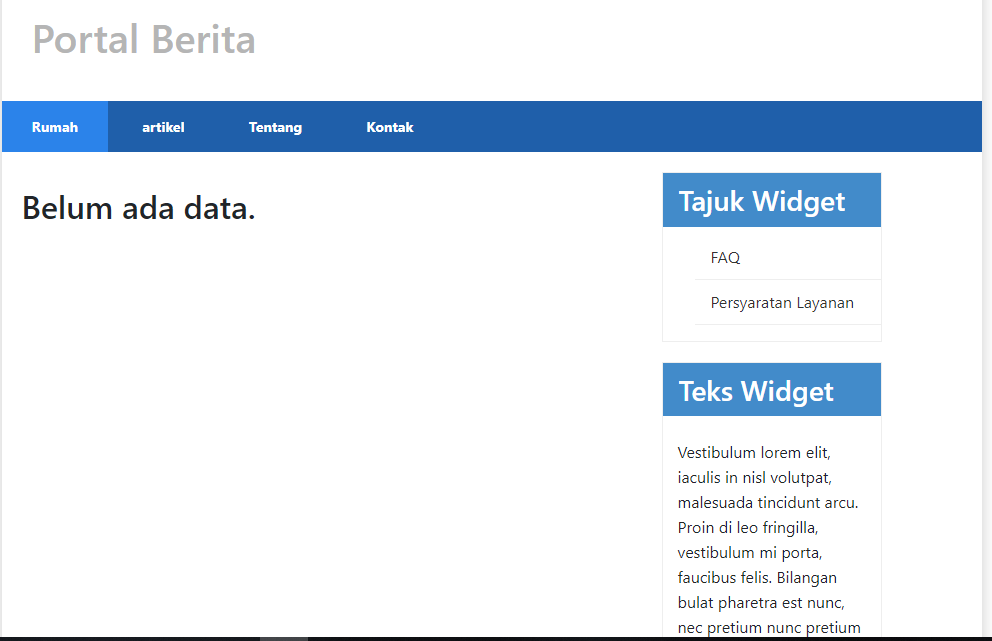 Portal Berita
Rumah artikel Tentang Kontak
Belum ada data.
Tajuk Widget
FAQ
Persyaratan Layanan
Teks Widget
Vestibulum lorem elit,
iaculis in nisl volutpat,
malesuada tincidunt arcu.
Proin di leo fringilla,
vestibulum mi porta,
faucibus felis. Bilangan
bulat pharetra est nunc,
nec pretium nunc pretium